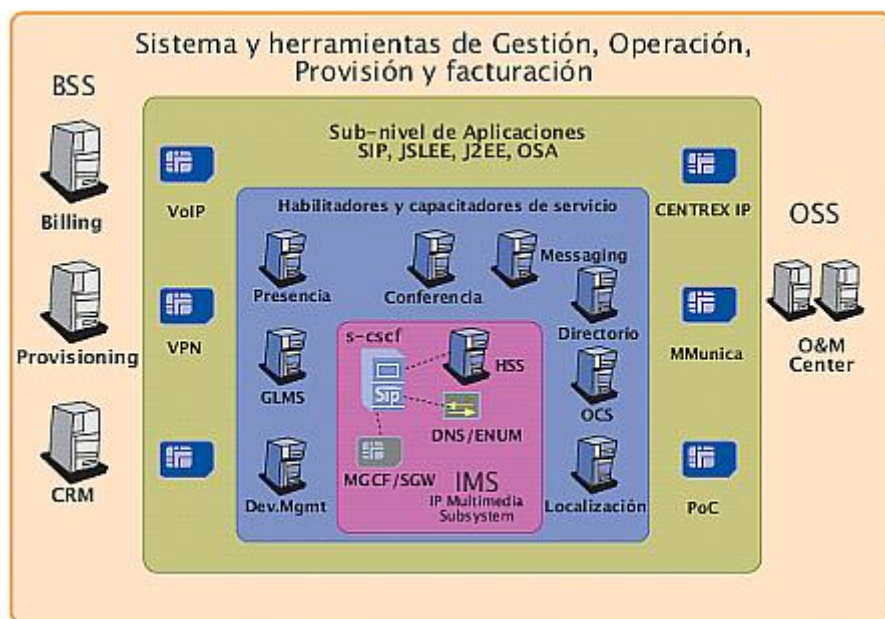 Sistema y herramientas de Gestión, Operación,
Provisión y facturación
BSS
Billing
Provisioning
CRM
Sub-nivel de Aplicaciones
SIP, JSLEE, J2EE, OSA
VoIP
VPN
CENTREX IP
MMunica
PoC
OSS
O&M
Center
Habilitadores y capacitadores de servicio
Presencia
Conferencia
Messaging
Directorio
GLMS
OCS
Dev.Mgmt
Localización
s-cscf
Sip
HSS
DNS/ENUM
MGCF/SGW
IMS
IP Multimedia
Subsystem